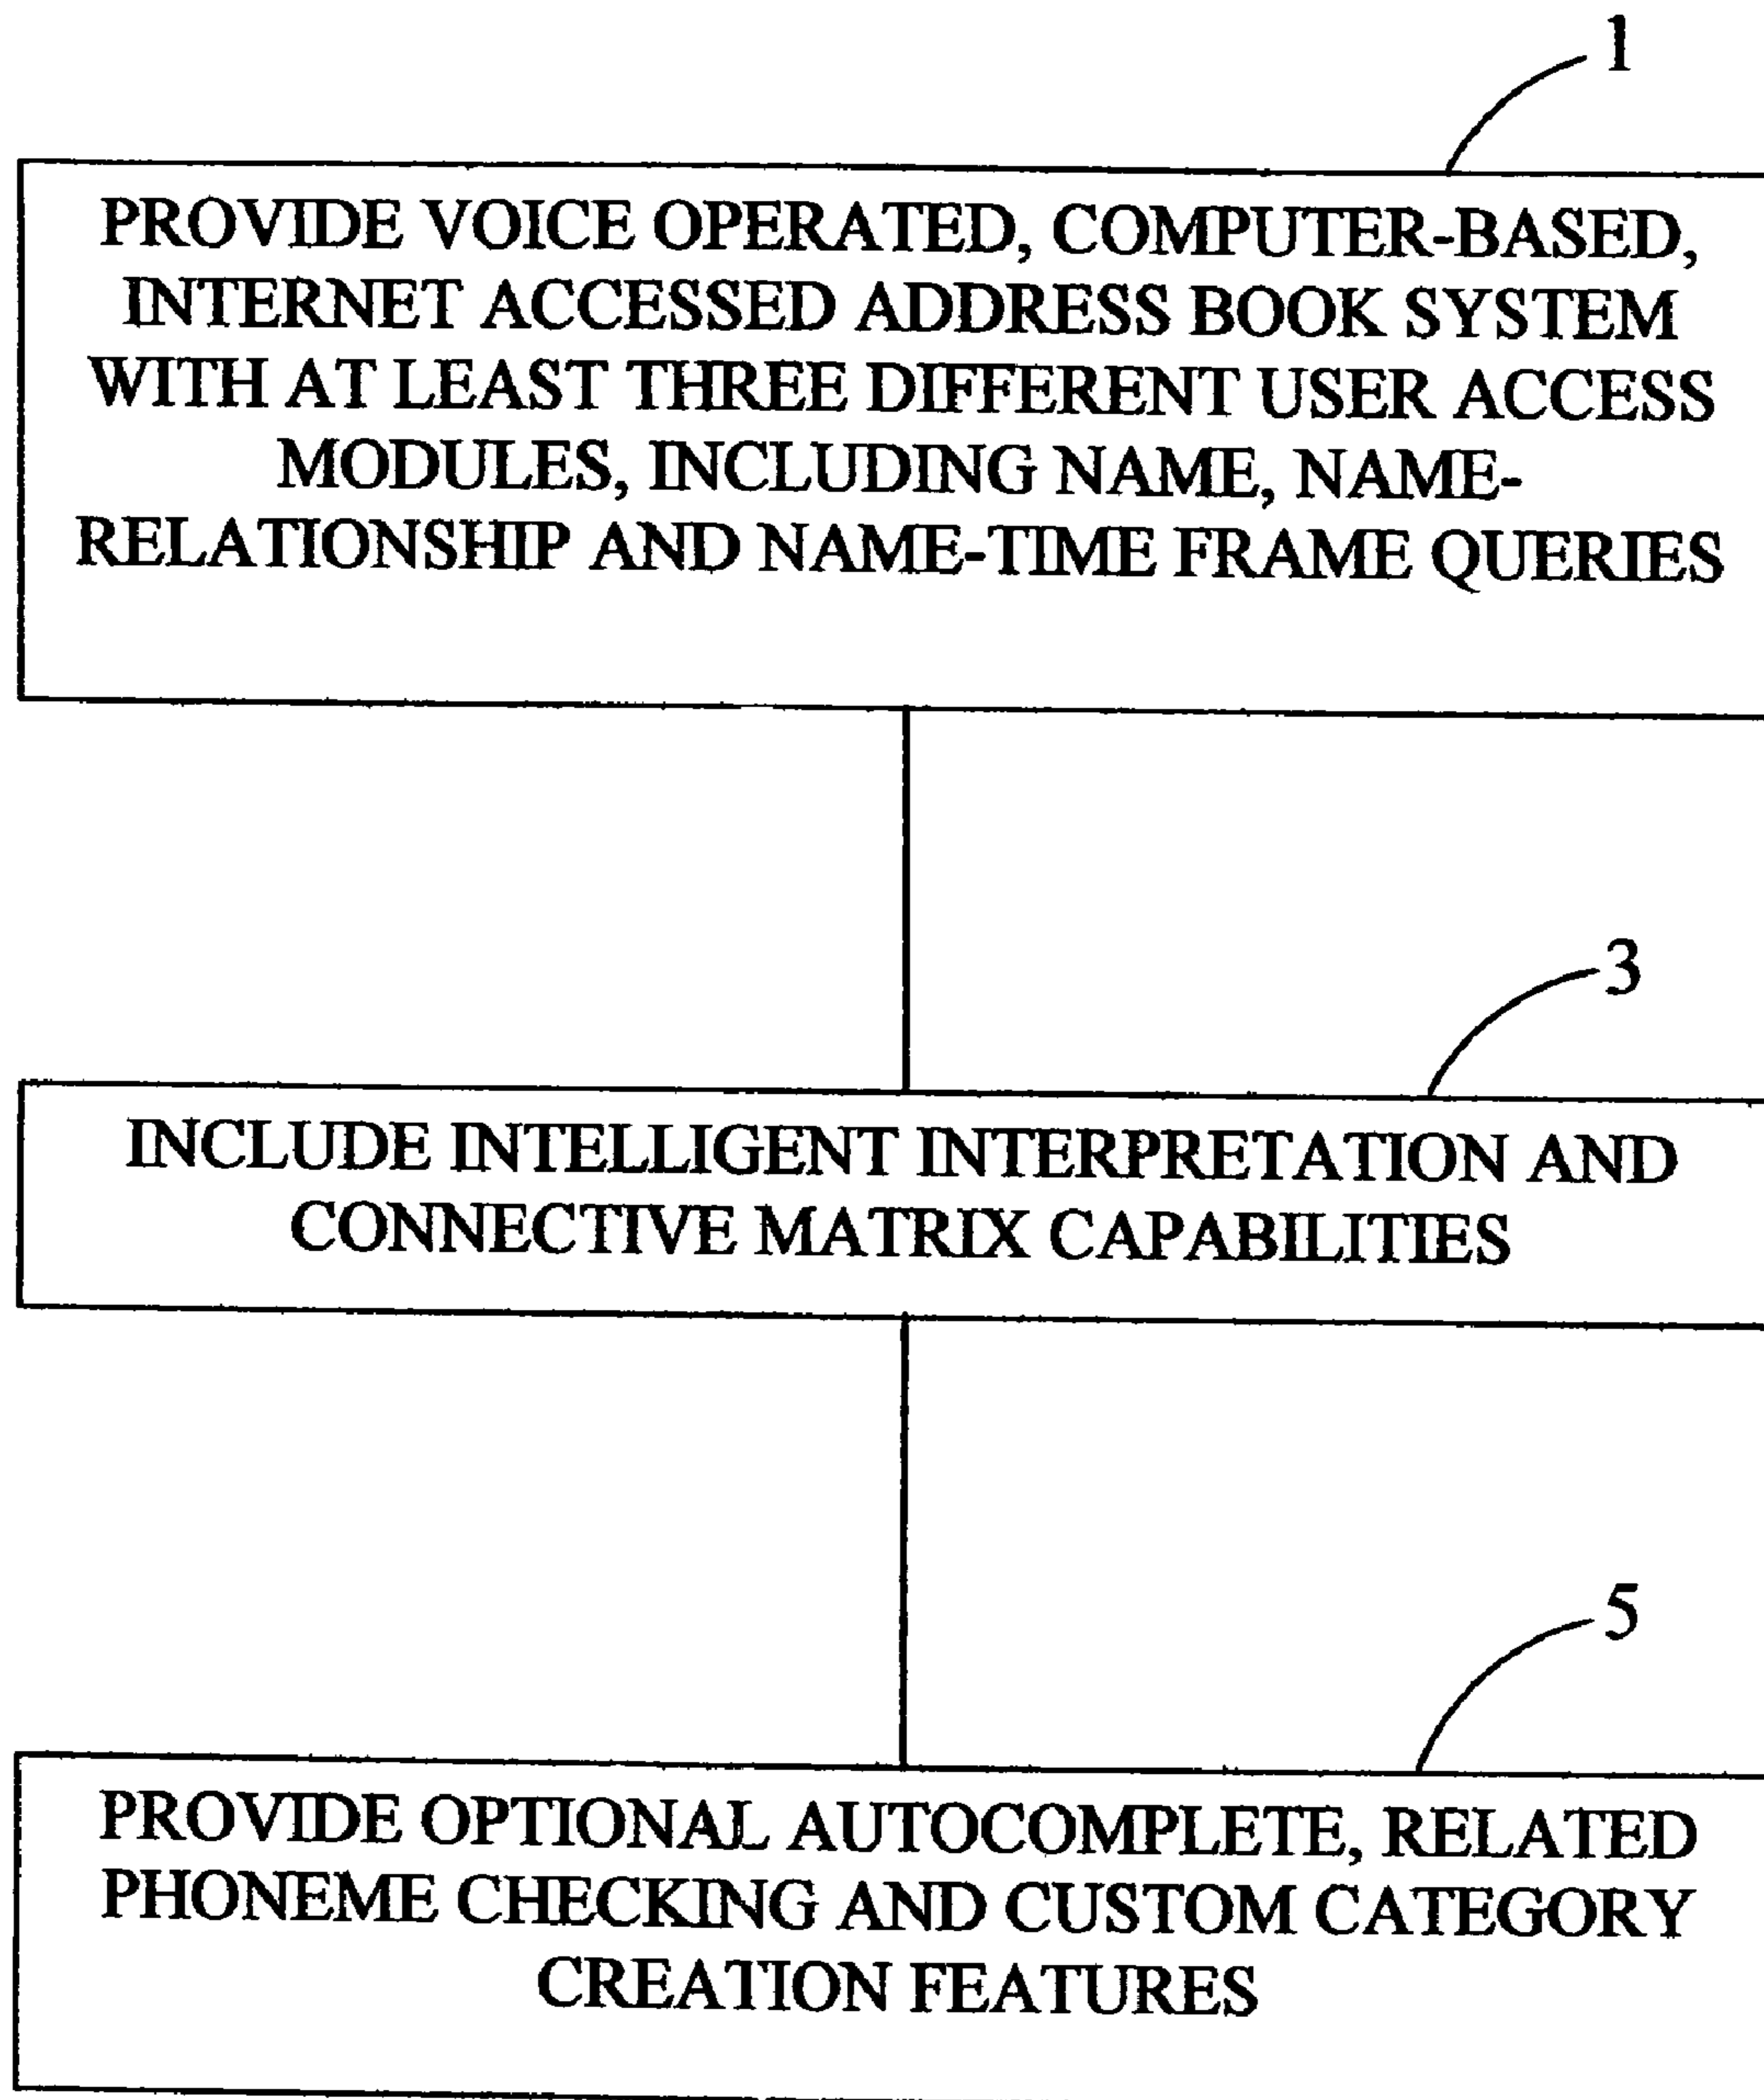 1
PROVIDE VOICE OPERATED, COMPUTER-BASED,
INTERNET ACCESSED ADDRESS BOOK SYSTEM
WITH AT LEAST THREE DIFFERENT USER ACCESS
MODULES, INCLUDING NAME, NAME-
RELATIONSHIP AND NAME-TIME FRAME QUERIES
3
INCLUDE INTELLIGENT INTERPRETATION AND
CONNECTIVE MATRIX CAPABILITIES
5
PROVIDE OPTIONAL AUTOCOMPLETE, RELATED
PHONEME CHECKING AND CUSTOM CATEGORY
CREATION FEATURES